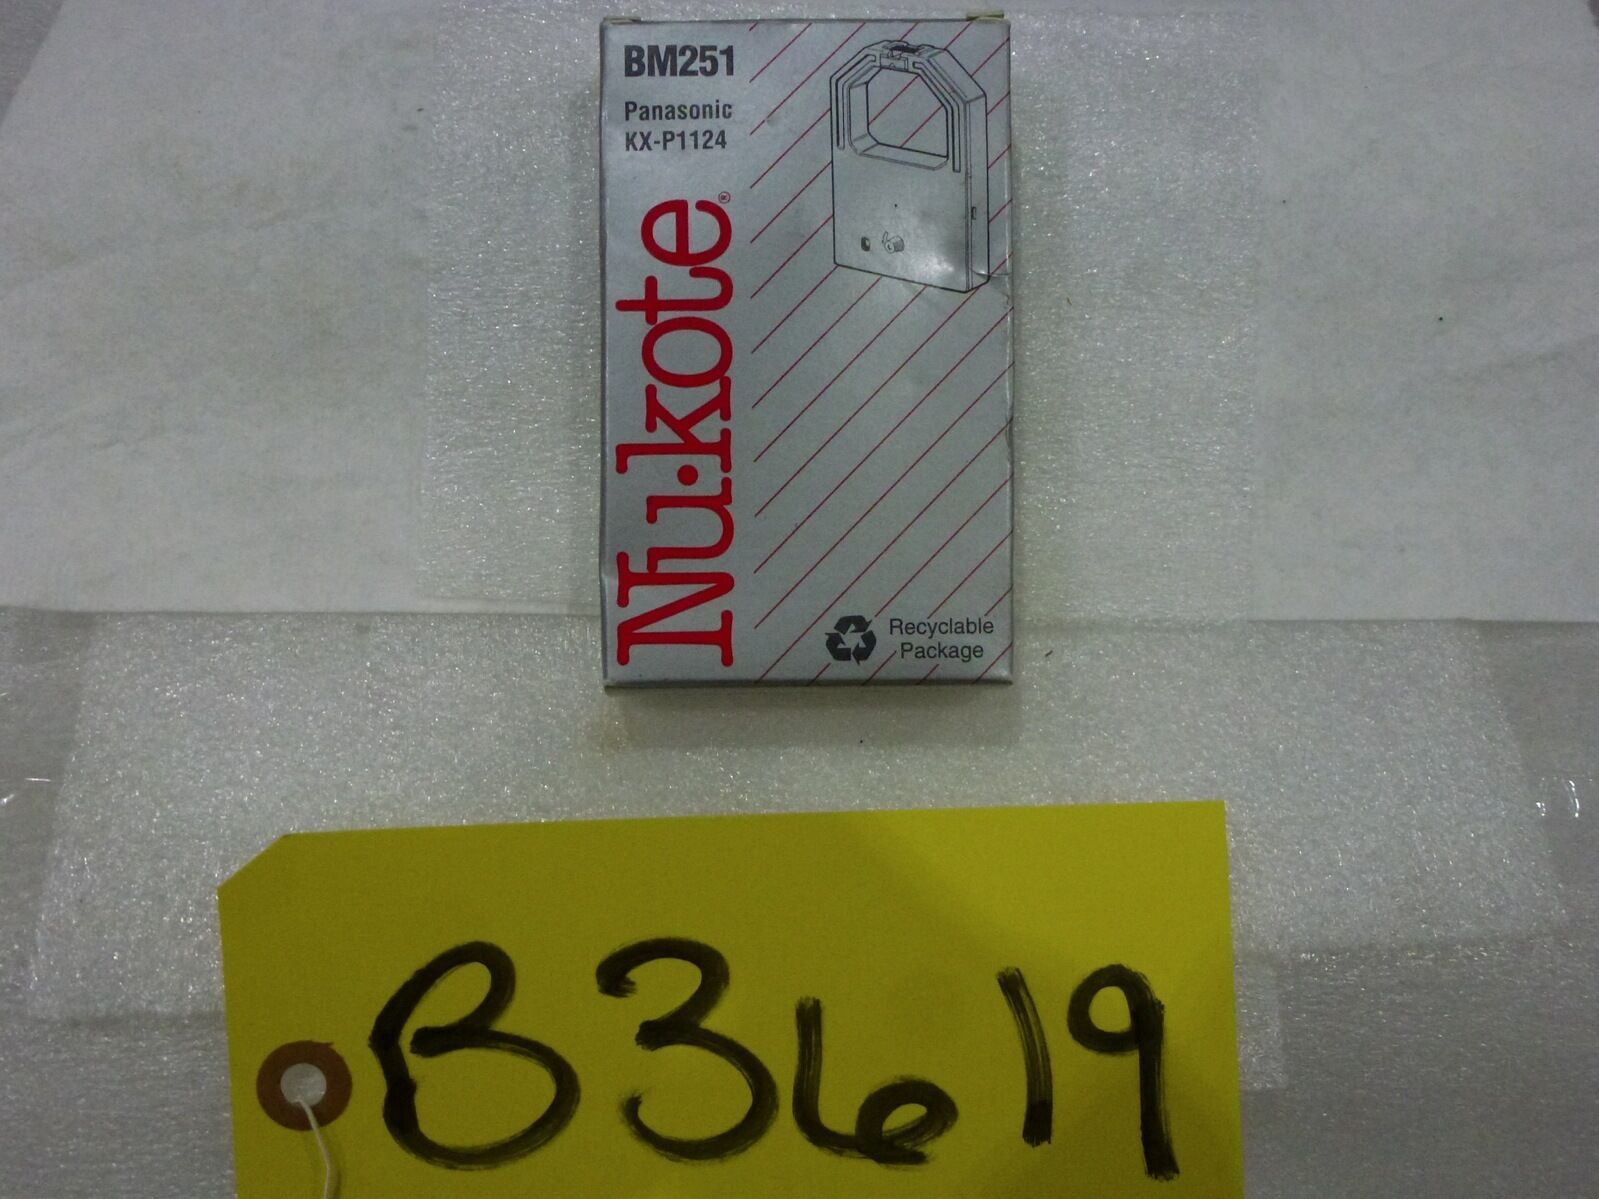 BM251
Panasonic
KX-P1124
Nu·kote®
Recyclable
Package
B3619